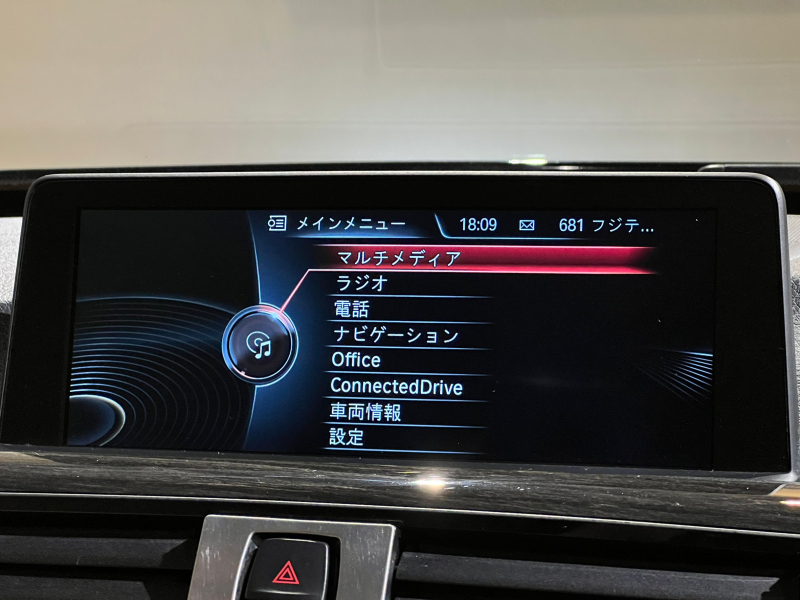 メインメニュー 18:09 681 フジテ...
マルチメディア
ラジオ
電話
ナビゲーション
Office
ConnectedDrive
車両情報
設定